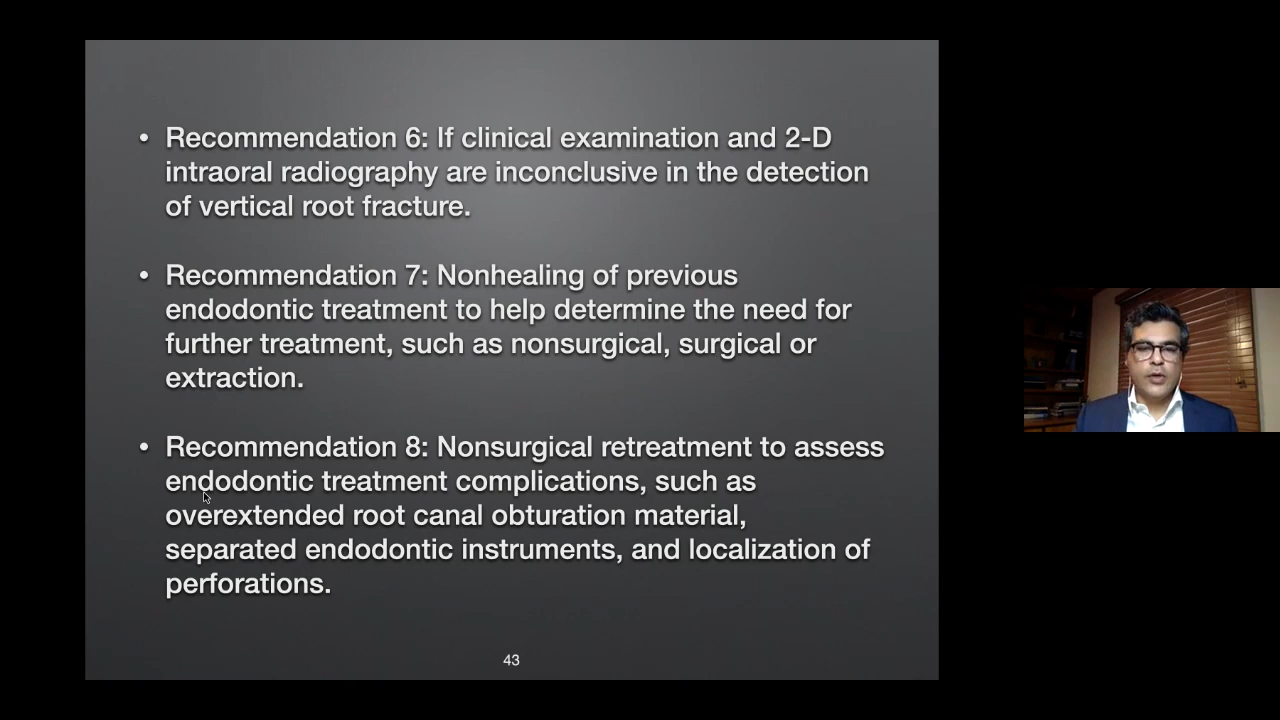 • Recommendation 6: If clinical examination and 2-D
intraoral radiography are inconclusive in the detection
of vertical root fracture.
• Recommendation 7: Nonhealing of previous
endodontic treatment to help determine the need for
further treatment, such as nonsurgical, surgical or
extraction.
• Recommendation 8: Nonsurgical retreatment to assess
endodontic treatment complications, such as
overextended root canal obturation material,
separated endodontic instruments, and localization of
perforations.
43